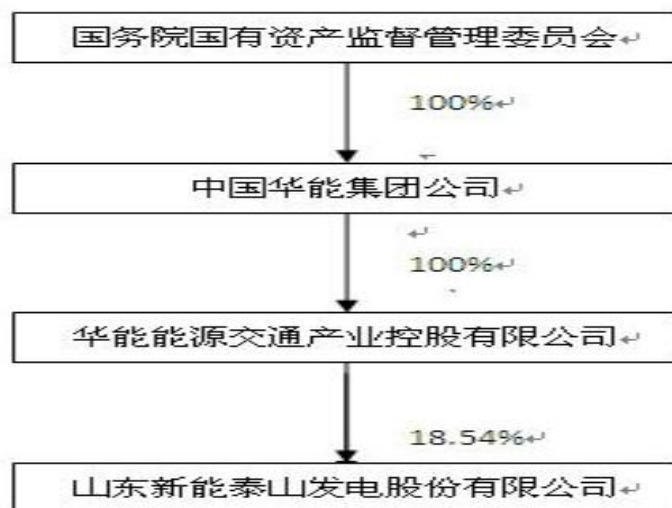 国务院国有资产监督管理委员会
100%
中国华能集团公司
100%
华能能源交通产业控股有限公司
18.54%
山东新能泰山发电股份有限公司